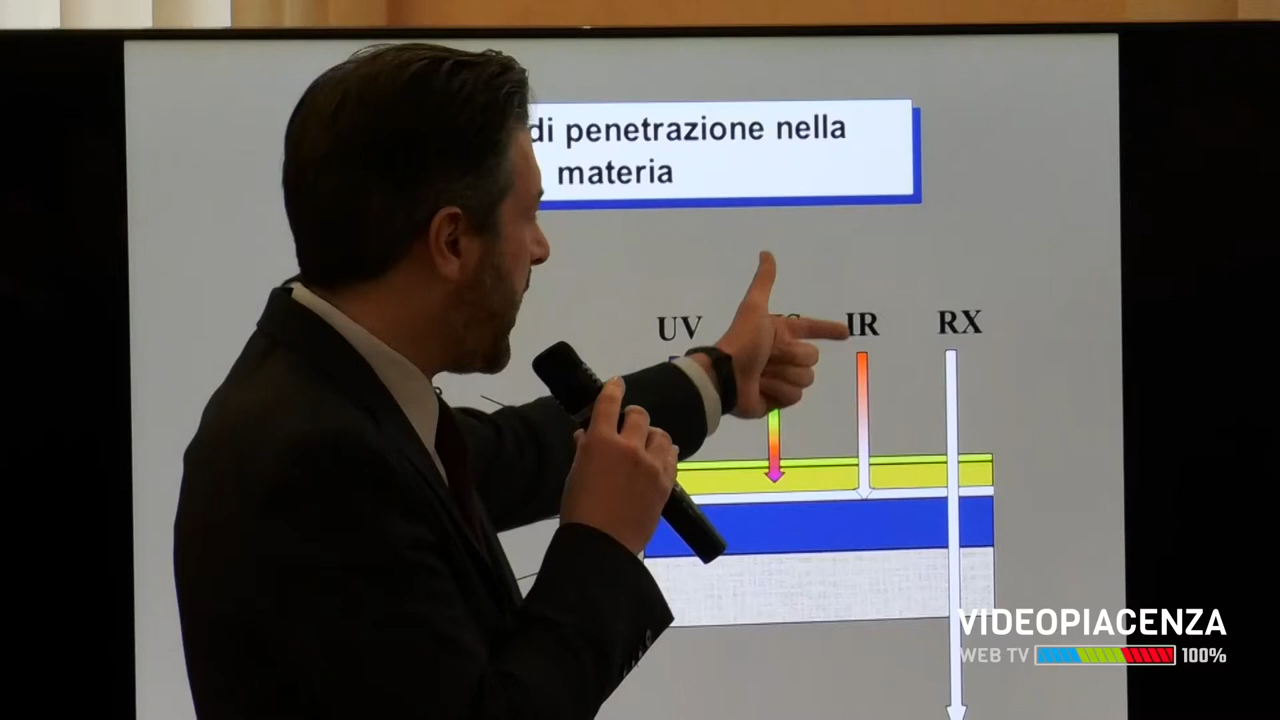 di penetrazione nella
materia
UV
IR
RX
VIDEOPIACENZA
WEB TV 100%